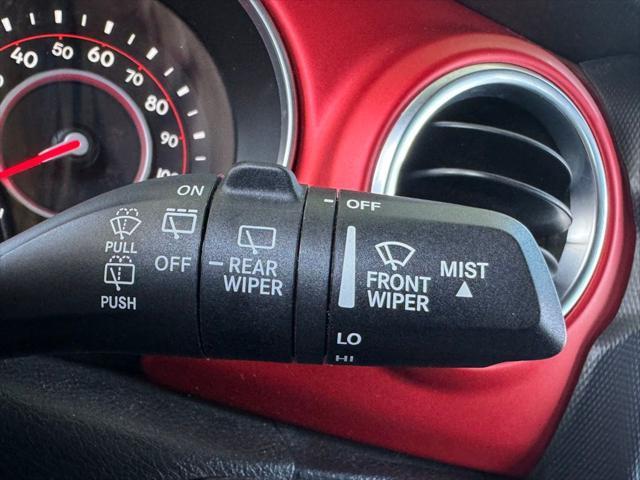 40 50 60 70 80 90 100
ON
OFF
PULL
OFF
REAR
WIPER
PUSH
FRONT
WIPER
MIST
LO
HI